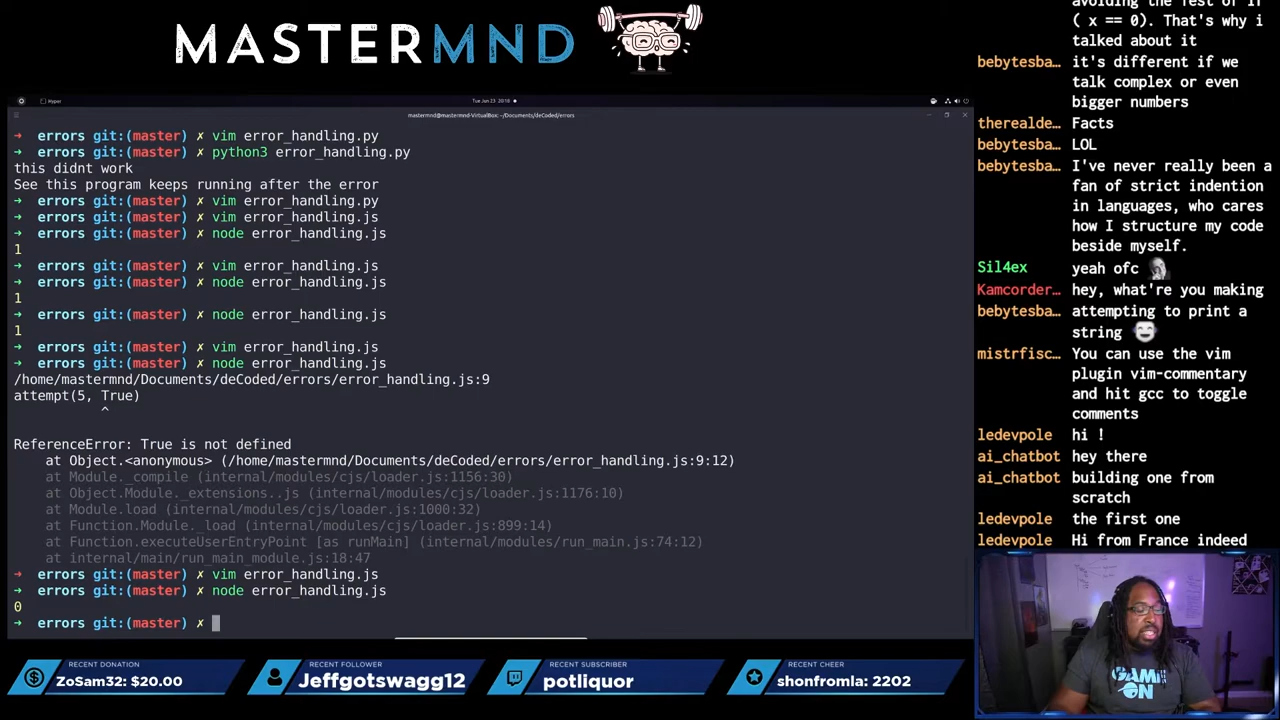 MASTERMND
Hyper
Tue Jun 23 20:18
mastermnd@mastermnd-VirtualBox:~/Documents/deCoded/errors
➜ errors git:(master) ✗ vim error_handling.py
➜ errors git:(master) ✗ python3 error_handling.py
this didnt work
See this program keeps running after the error
➜ errors git:(master) ✗ vim error_handling.py
➜ errors git:(master) ✗ vim error_handling.js
➜ errors git:(master) ✗ node error_handling.js
1
➜ errors git:(master) ✗ vim error_handling.js
➜ errors git:(master) ✗ node error_handling.js
1
➜ errors git:(master) ✗ node error_handling.js
1
➜ errors git:(master) ✗ vim error_handling.js
➜ errors git:(master) ✗ node error_handling.js
/home/mastermnd/Documents/deCoded/errors/error_handling.js:9
attempt(5, True)
^
ReferenceError: True is not defined
at Object.<anonymous> (/home/mastermnd/Documents/deCoded/errors/error_handling.js:9:12)
at Module._compile (internal/modules/cjs/loader.js:1156:30)
at Object.Module._extensions..js (internal/modules/cjs/loader.js:1176:10)
at Module.load (internal/modules/cjs/loader.js:1000:32)
at Function.Module._load (internal/modules/cjs/loader.js:899:14)
at Function.executeUserEntryPoint [as runMain] (internal/modules/run_main.js:74:12)
at internal/main/run_main_module.js:18:47
➜ errors git:(master) ✗ vim error_handling.js
➜ errors git:(master) ✗ node error_handling.js
0
➜ errors git:(master) ✗
avoiding the rest of if
( x == 0). That's why i
talked about it
bebytesba… it's different if we
talk complex or even
bigger numbers
therealde… Facts
bebytesba… LOL
bebytesba… I've never really been a
fan of strict indention
in languages, who cares
how I structure my code
beside myself.
Sil4ex yeah ofc
Kamcorder… hey, what're you making
bebytesba… attempting to print a
string
mistrfisc… You can use the vim
plugin vim-commentary
and hit gcc to toggle
comments
ledevpole hi !
ai_chatbot hey there
ai_chatbot building one from
scratch
ledevpole the first one
ledevpole Hi from France indeed
GAME
ON
RECENT DONATION
ZoSam32: $20.00
RECENT FOLLOWER
Jeffgotswagg12
RECENT SUBSCRIBER
potliquor
RECENT CHEER
shonfromla: 2202